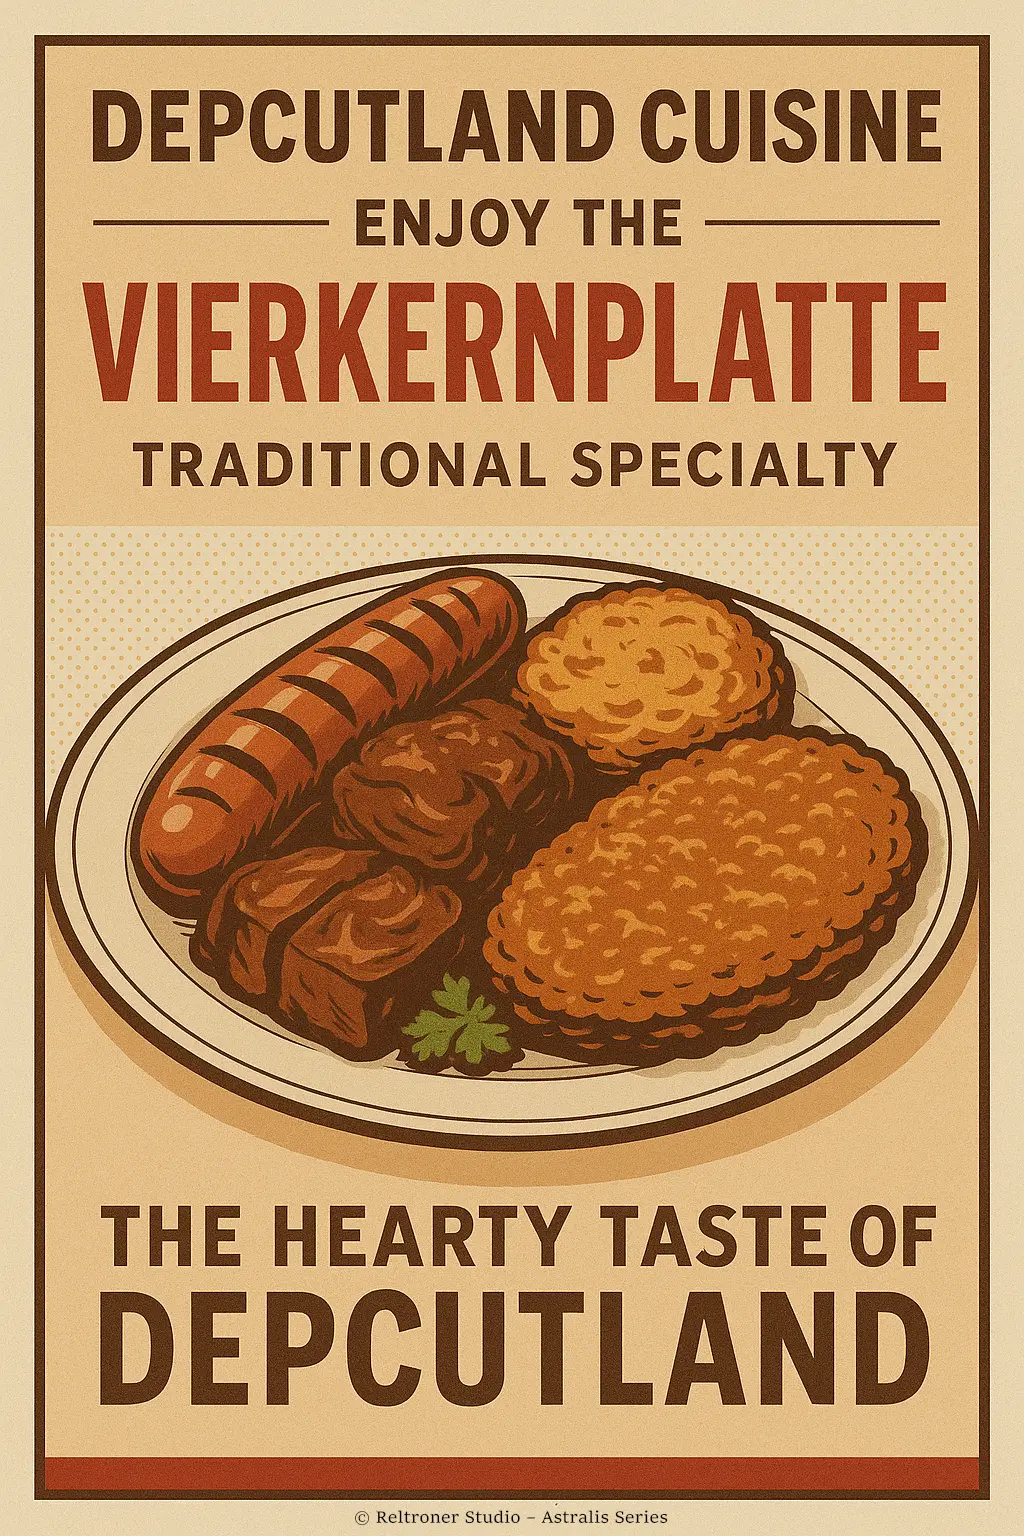 DEPCUTLAND CUISINE
ENJOY THE
VIERKERNPLATTE
TRADITIONAL SPECIALTY
THE HEARTY TASTE OF
DEPCUTLAND
© Reltroner Studio – Astralis Series